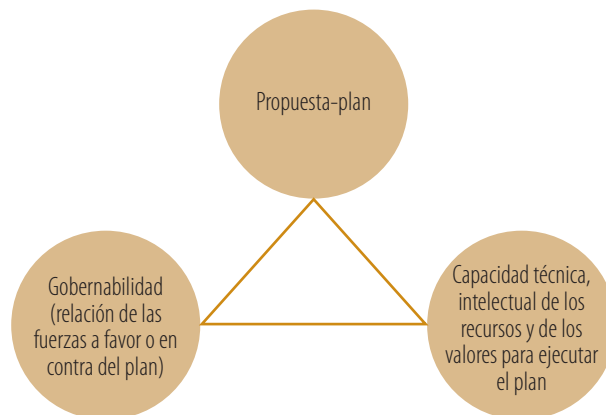 Propuesta-plan
Gobernabilidad
(relación de las
fuerzas a favor o en
contra del plan)
Capacidad técnica,
intelectual de los
recursos y de los
valores para ejecutar
el plan